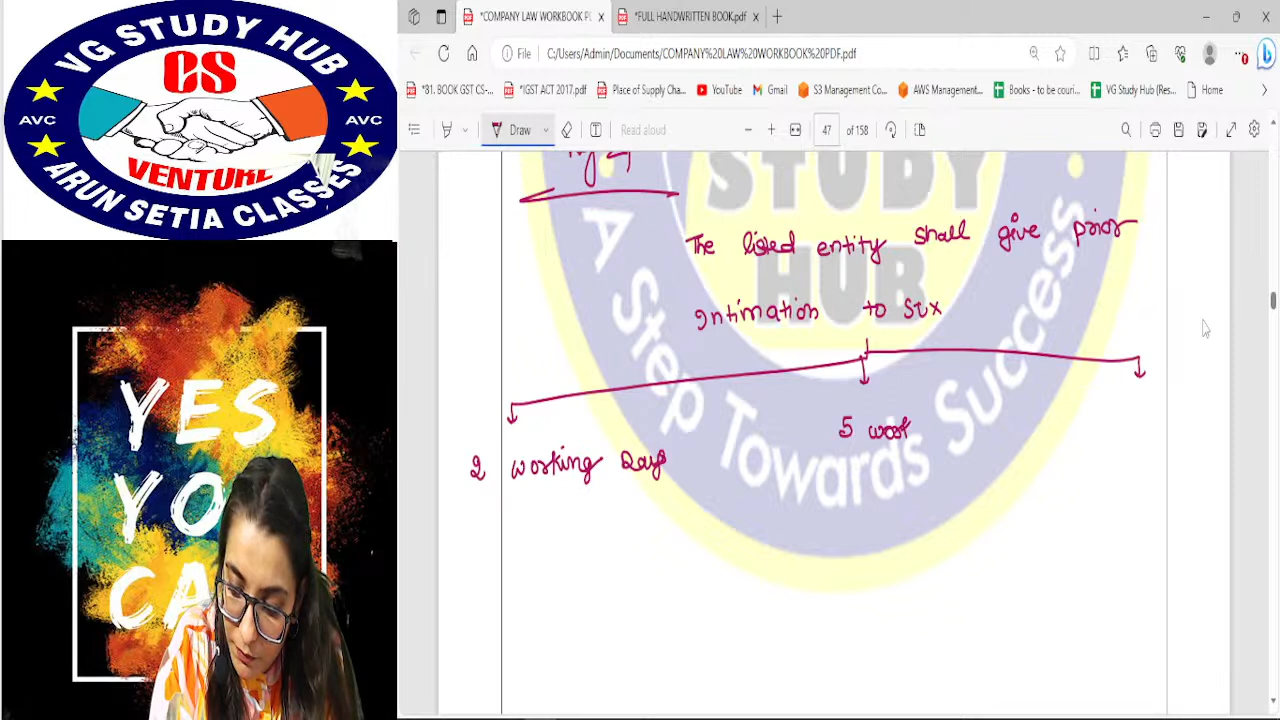 VG STUDY HUB
CS
AVC
AVC
VENTURE
ARUN SETIA CLASSES
YES
YO
CA
*COMPANY LAW WORKBOOK P
*FULL HANDWRITTEN BOOK.pdf
File
C:/Users/Admin/Documents/COMPANY%20LAW%20WORKBOOK%20PDF.pdf
*81. BOOK GST CS-...
*IGST ACT 2017.pdf
Place of Supply Cha...
YouTube
Gmail
S3 Management Co...
AWS Management...
Books - to be couri...
VG Study Hub (Res...
Home
Draw
Read aloud
47
of 158
The listed entity shall give prior
intimation to
5 work
2 working days
STUDY
HUB
A Step Towards Success